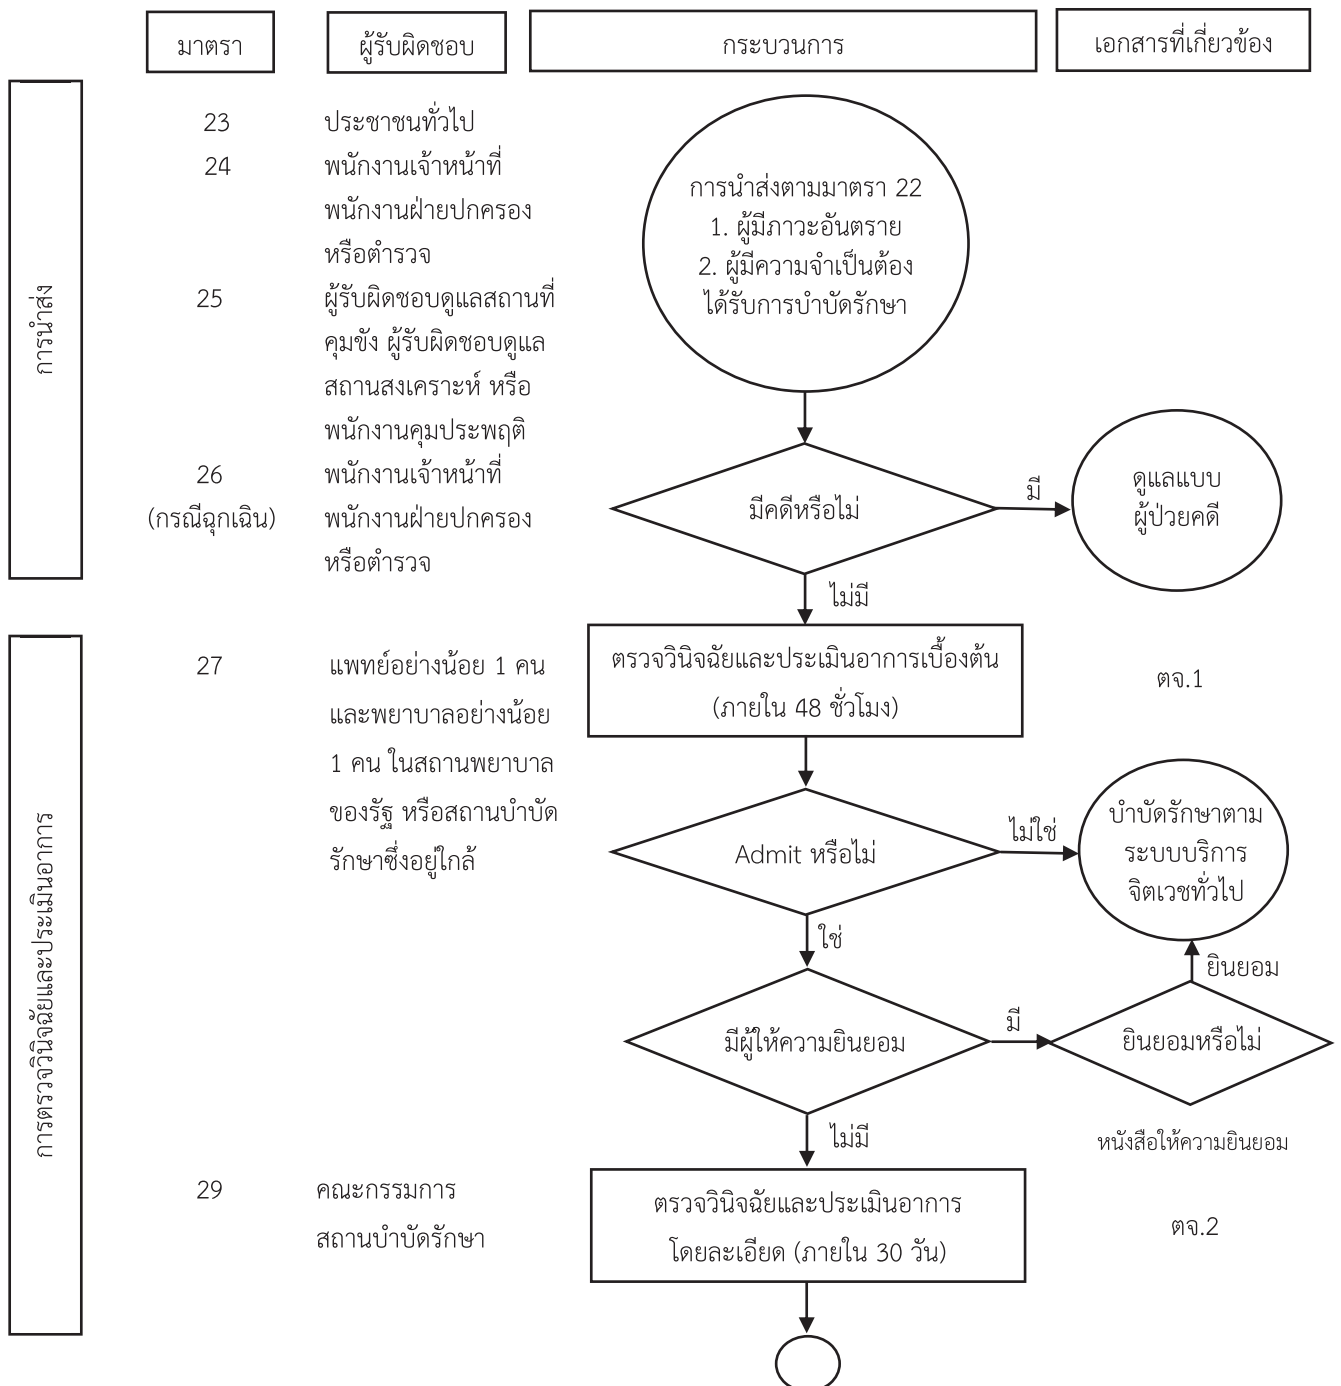 มาตรา
ผู้รับผิดชอบ
กระบวนการ
เอกสารที่เกี่ยวข้อง
การนำส่ง
23
ประชาชนทั่วไป
24
พนักงานเจ้าหน้าที่
พนักงานฝ่ายปกครอง
หรือตำรวจ
25
ผู้รับผิดชอบดูแลสถานที่
คุมขัง ผู้รับผิดชอบดูแล
สถานสงเคราะห์ หรือ
พนักงานคุมประพฤติ
26
(กรณีฉุกเฉิน)
พนักงานเจ้าหน้าที่
พนักงานฝ่ายปกครอง
หรือตำรวจ
การนำส่งตามมาตรา 22
1. ผู้มีภาวะอันตราย
2. ผู้มีความจำเป็นต้อง
ได้รับการบำบัดรักษา
มีคดีหรือไม่
มี
ดูแลแบบ
ผู้ป่วยคดี
ไม่มี
การตรวจวินิจฉัยและประเมินอาการ
27
แพทย์อย่างน้อย 1 คน
และพยาบาลอย่างน้อย
1 คน ในสถานพยาบาล
ของรัฐ หรือสถานบำบัด
รักษาซึ่งอยู่ใกล้
ตรวจวินิจฉัยและประเมินอาการเบื้องต้น
(ภายใน 48 ชั่วโมง)
ตจ.1
Admit หรือไม่
ไม่ใช่
บำบัดรักษาตาม
ระบบบริการ
จิตเวชทั่วไป
ใช่
มีผู้ให้ความยินยอม
มี
ยินยอมหรือไม่
ยินยอม
หนังสือให้ความยินยอม
ไม่มี
29
คณะกรรมการ
สถานบำบัดรักษา
ตรวจวินิจฉัยและประเมินอาการ
โดยละเอียด (ภายใน 30 วัน)
ตจ.2